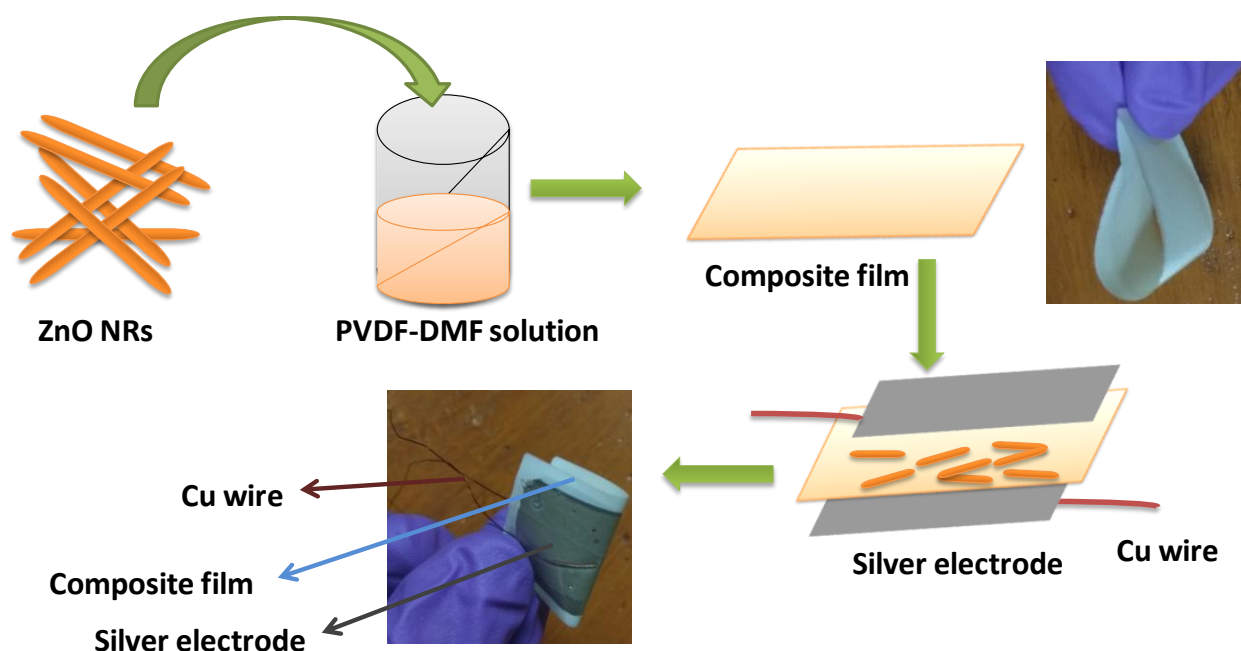 ZnO NRs
PVDF-DMF solution
Composite film
Silver electrode
Cu wire
Cu wire
Composite film
Silver electrode